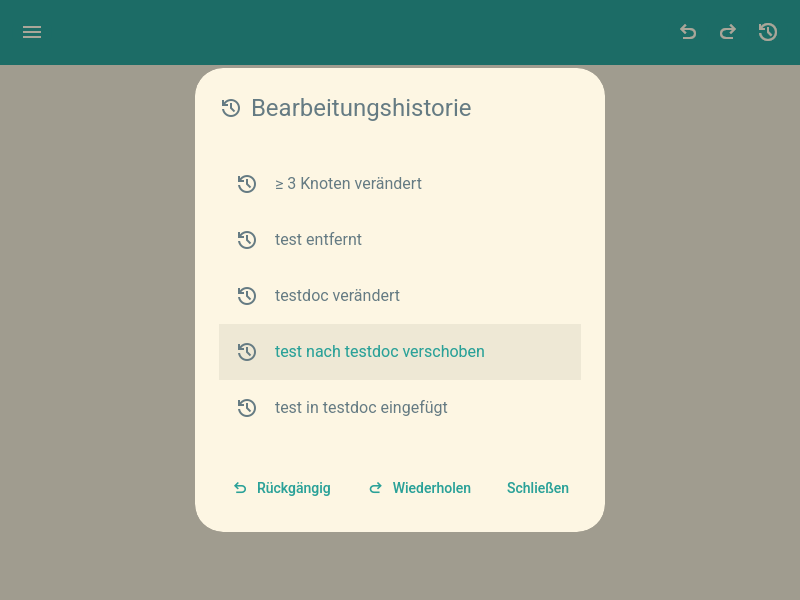 Bearbeitungshistorie
≥ 3 Knoten verändert
test entfernt
testdoc verändert
test nach testdoc verschoben
test in testdoc eingefügt
Rückgängig Wiederholen Schließen